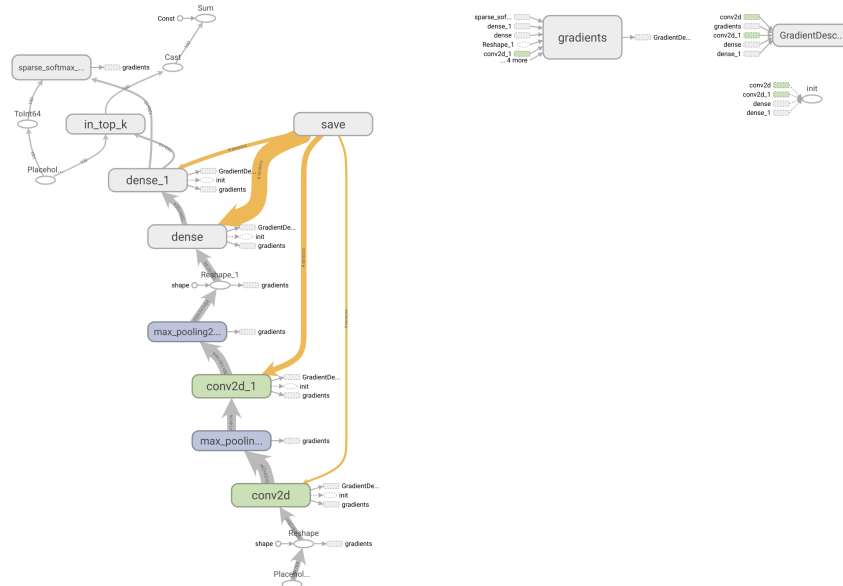 Sum
Const
Cast
sparse_softmax_...
gradients
ToInt64
in_top_k
save
Placehol...
dense_1
GradientDe...
init
gradients
dense
GradientDe...
init
gradients
Reshape_1
shape
gradients
max_pooling2...
gradients
conv2d_1
GradientDe...
init
gradients
max_poolin...
gradients
conv2d
GradientDe...
init
gradients
Reshape
shape
gradients
Placehol...
sparse_sof...
dense_1
dense
Reshape_1
conv2d_1
... 4 more
gradients
GradientDe...
conv2d
gradients
conv2d_1
dense
dense_1
GradientDesc...
conv2d
conv2d_1
dense
dense_1
init